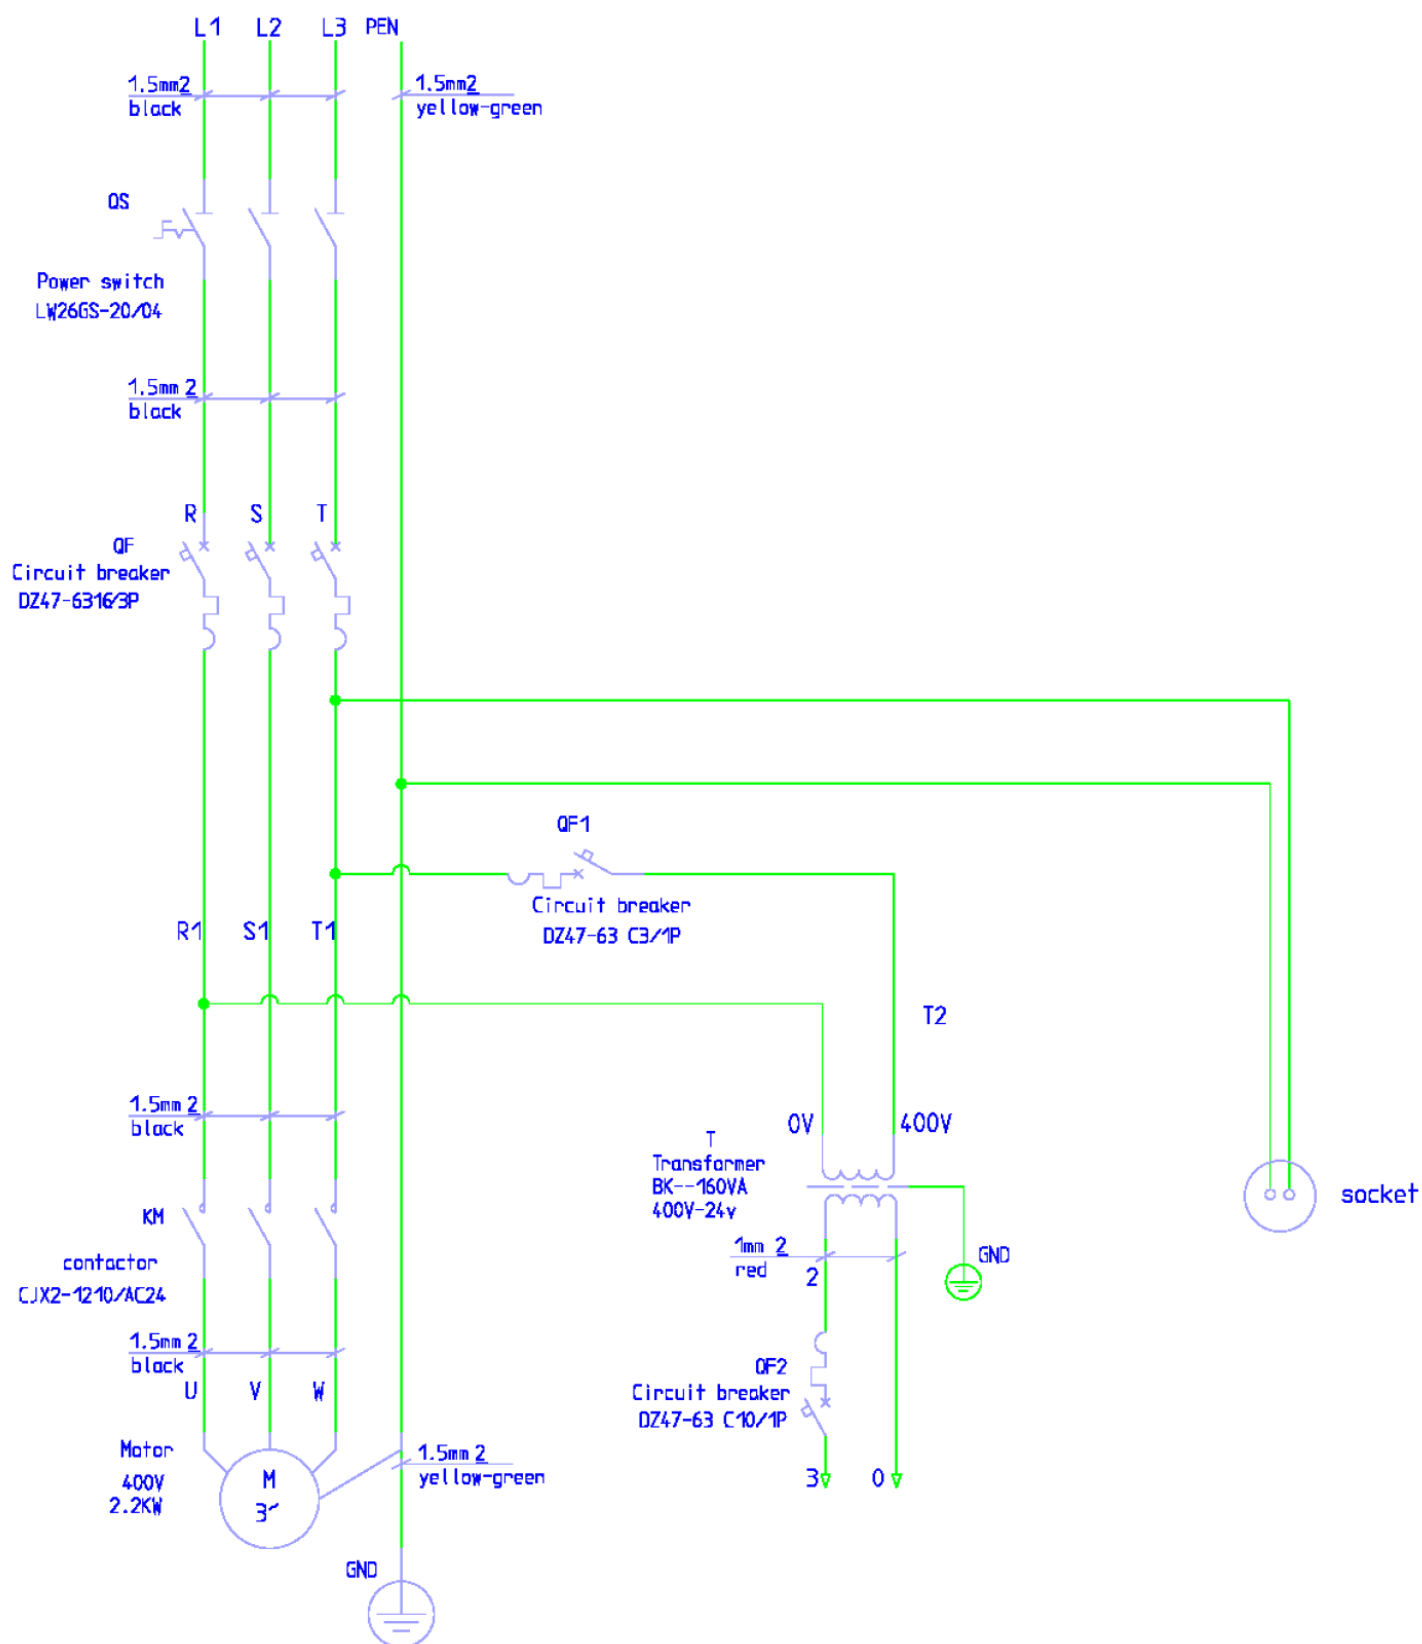 L1 L2 L3 PEN
1.5mm2
black
1.5mm2
yellow-green
QS
Power switch
LW26GS-20/04
1.5mm 2
black
R S T
QF
Circuit breaker
DZ47-6316/3P
QF1
Circuit breaker
DZ47-63 C3/1P
R1 S1 T1
T2
1.5mm 2
black
0V 400V
T
Transformer
BK--160VA
400V-24v
socket
KM
contactor
CJX2-1210/AC24
1mm 2
red
2
GND
1.5mm 2
black
U V W
QF2
Circuit breaker
DZ47-63 C10/1P
Motor
400V
2.2KW
M
3~
1.5mm 2
yellow-green
3 0
GND